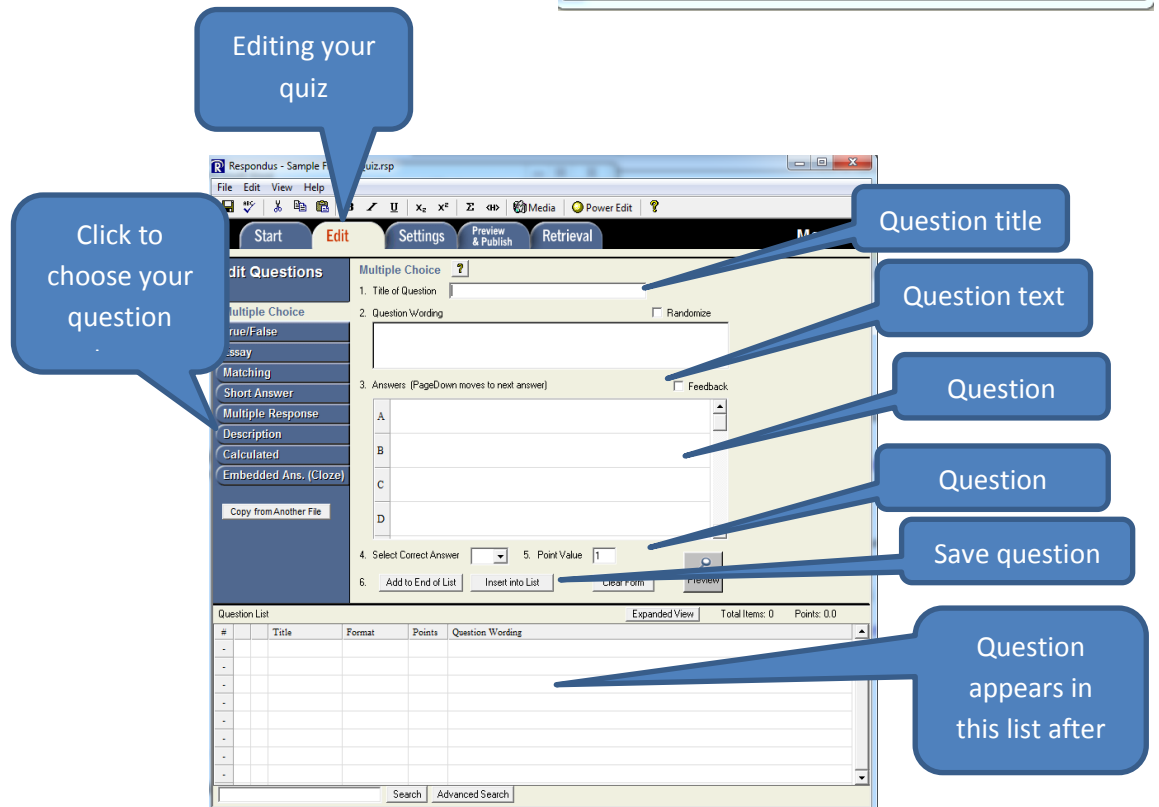 Editing your
quiz
Respondus - Sample F uiz.rsp
File Edit View Help
B I U X₂ X² Σ <H> Media Power Edit ?
Start Edit Settings Preview & Publish Retrieval
Click to
choose your
question
Question title
Question text
Question
Question
Save question
Question
appears in
this list after
dit Questions
Multiple Choice
rue/False
ssay
Matching
Short Answer
Multiple Response
Description
Calculated
Embedded Ans. (Cloze)
Copy from Another File
Multiple Choice ?
1. Title of Question
2. Question Wording Randomize
3. Answers (PageDown moves to next answer) Feedback
A
B
C
D
4. Select Correct Answer 5. Point Value 1
6. Add to End of List Insert into List Clear Form Preview
Question List Expanded View Total Items: 0 Points: 0.0
# Title Format Points Question Wording
-
-
-
-
-
-
-
-
Search Advanced Search